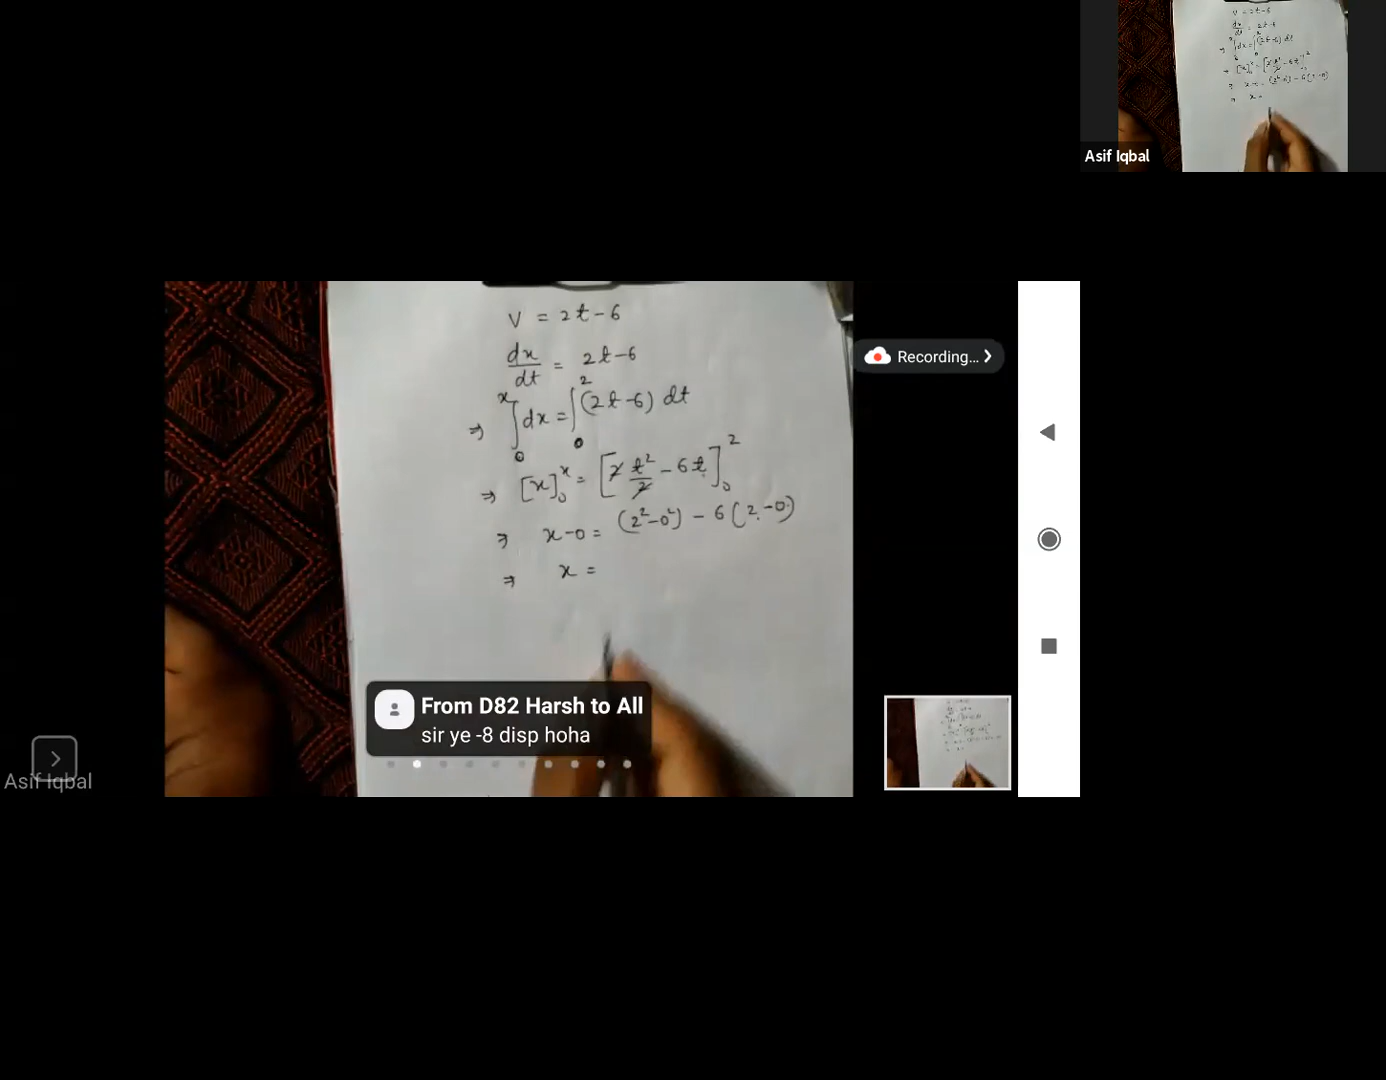 Asif Iqbal
V = 2t-6
dx/dt = 2t-6
⇒ ∫₀ˣ dx = ∫₀² (2t-6) dt
⇒ [x]₀ˣ = [2 t²/2 - 6t]₀²
⇒ x-0 = (2²-0²) - 6(2-0)
⇒ x =
Recording...
From D82 Harsh to All
sir ye -8 disp hoha
Asif Iqbal